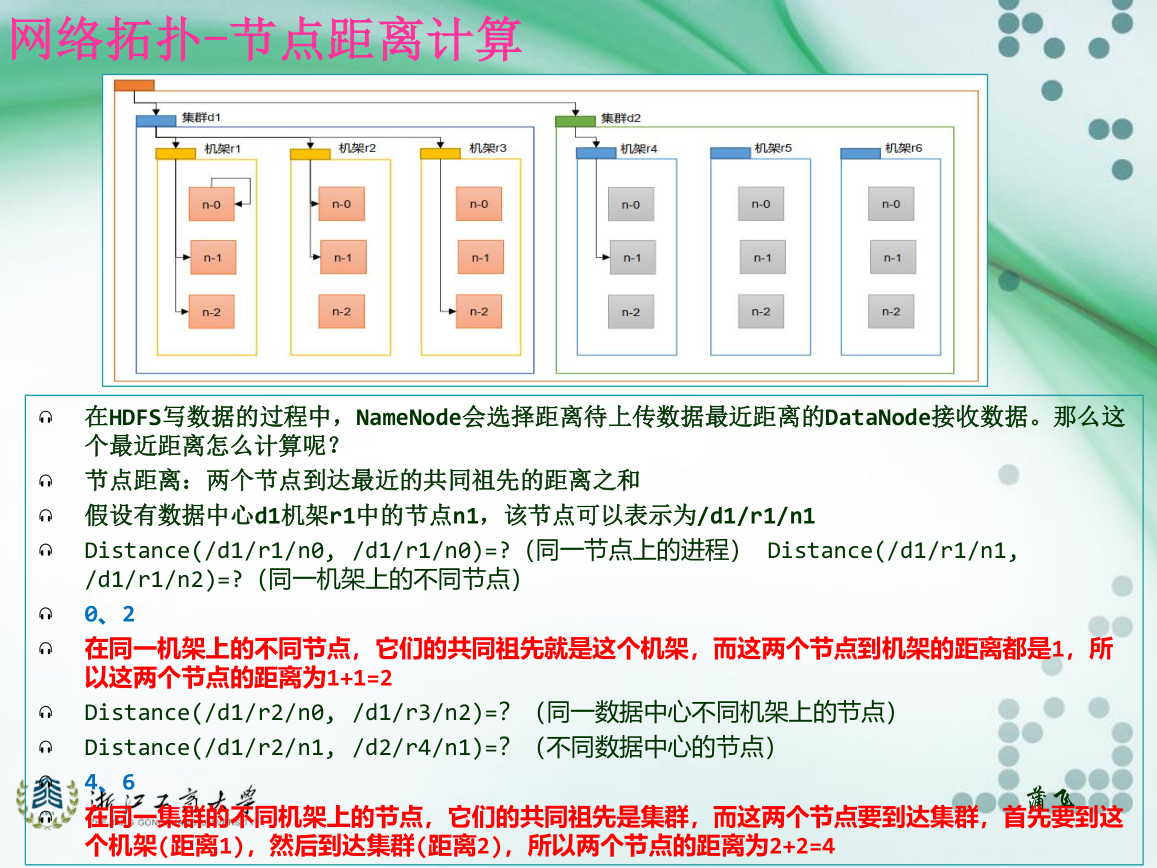 网络拓扑-节点距离计算
集群d1
集群d2
机架r1
机架r2
机架r3
机架r4
机架r5
机架r6
n-0
n-0
n-0
n-0
n-0
n-0
n-1
n-1
n-1
n-1
n-1
n-1
n-2
n-2
n-2
n-2
n-2
n-2
在HDFS写数据的过程中，NameNode会选择距离待上传数据最近距离的DataNode接收数据。那么这
个最近距离怎么计算呢？
节点距离：两个节点到达最近的共同祖先的距离之和
假设有数据中心d1机架r1中的节点n1，该节点可以表示为/d1/r1/n1
Distance(/d1/r1/n0, /d1/r1/n0)=?（同一节点上的进程） Distance(/d1/r1/n1,
/d1/r1/n2)=?（同一机架上的不同节点）
0、2
在同一机架上的不同节点，它们的共同祖先就是这个机架，而这两个节点到机架的距离都是1，所
以这两个节点的距离为1+1=2
Distance(/d1/r2/n0, /d1/r3/n2)=？（同一数据中心不同机架上的节点）
Distance(/d1/r2/n1, /d2/r4/n1)=？（不同数据中心的节点）
4、6
浙江工商大学
蒲飞
在同一集群的不同机架上的节点，它们的共同祖先是集群，而这两个节点要到达集群，首先要到这
个机架(距离1)，然后到达集群(距离2)，所以两个节点的距离为2+2=4